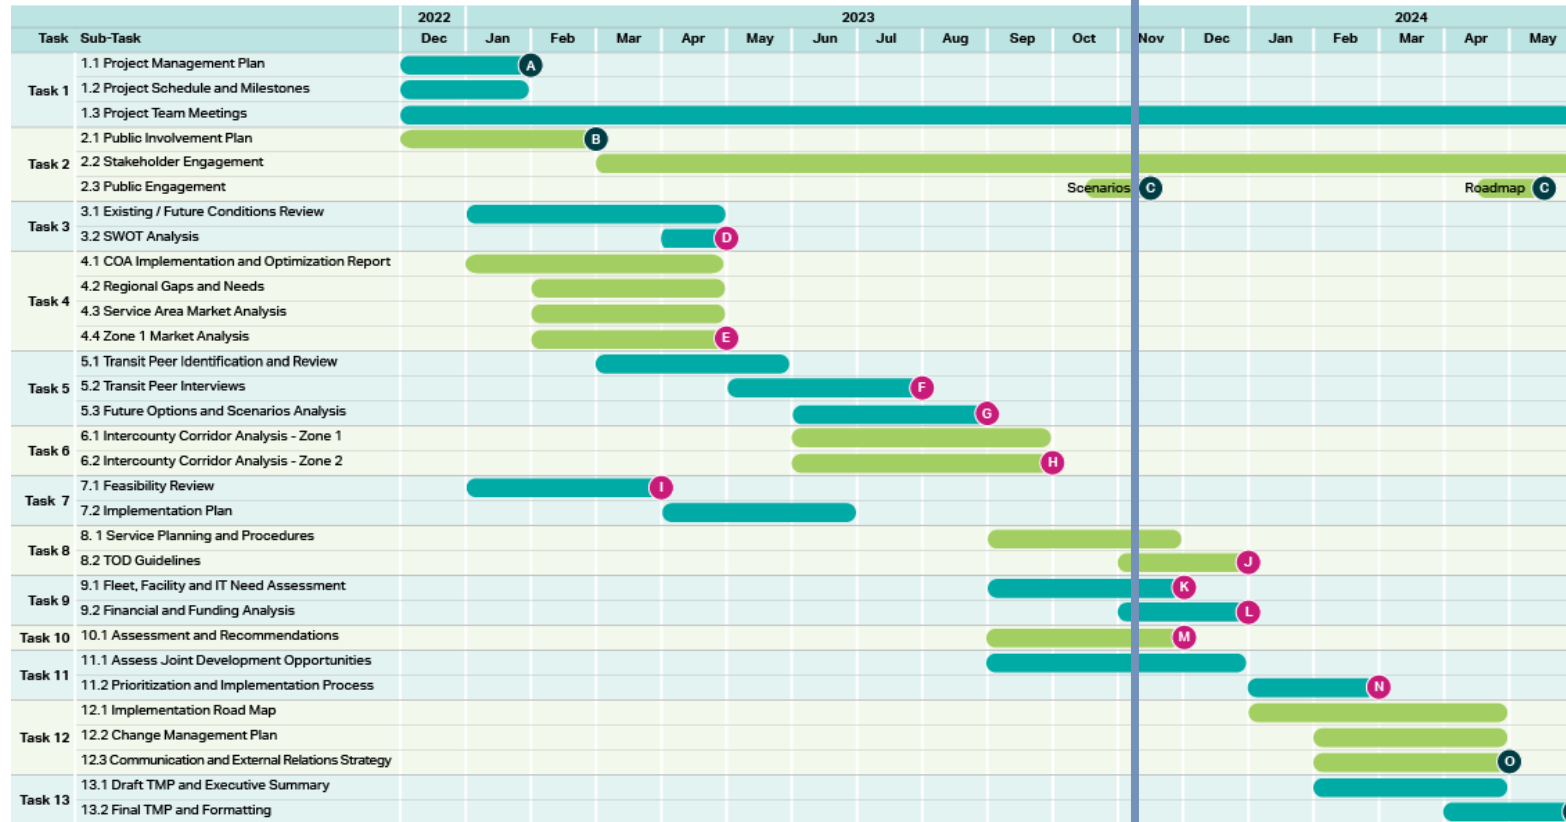 2022 2023 2024
Task Sub-Task Dec Jan Feb Mar Apr May Jun Jul Aug Sep Oct Nov Dec Jan Feb Mar Apr May
Task 1
1.1 Project Management Plan A
1.2 Project Schedule and Milestones
1.3 Project Team Meetings
Task 2
2.1 Public Involvement Plan B
2.2 Stakeholder Engagement
2.3 Public Engagement Scenarios C Roadmap C
Task 3
3.1 Existing / Future Conditions Review
3.2 SWOT Analysis D
Task 4
4.1 COA Implementation and Optimization Report
4.2 Regional Gaps and Needs
4.3 Service Area Market Analysis
4.4 Zone 1 Market Analysis E
Task 5
5.1 Transit Peer Identification and Review
5.2 Transit Peer Interviews F
5.3 Future Options and Scenarios Analysis G
Task 6
6.1 Intercounty Corridor Analysis - Zone 1
6.2 Intercounty Corridor Analysis - Zone 2 H
Task 7
7.1 Feasibility Review I
7.2 Implementation Plan
Task 8
8. 1 Service Planning and Procedures
8.2 TOD Guidelines J
Task 9
9.1 Fleet, Facility and IT Need Assessment K
9.2 Financial and Funding Analysis L
Task 10 10.1 Assessment and Recommendations M
Task 11
11.1 Assess Joint Development Opportunities
11.2 Prioritization and Implementation Process N
Task 12
12.1 Implementation Road Map
12.2 Change Management Plan
12.3 Communication and External Relations Strategy O
Task 13
13.1 Draft TMP and Executive Summary
13.2 Final TMP and Formatting